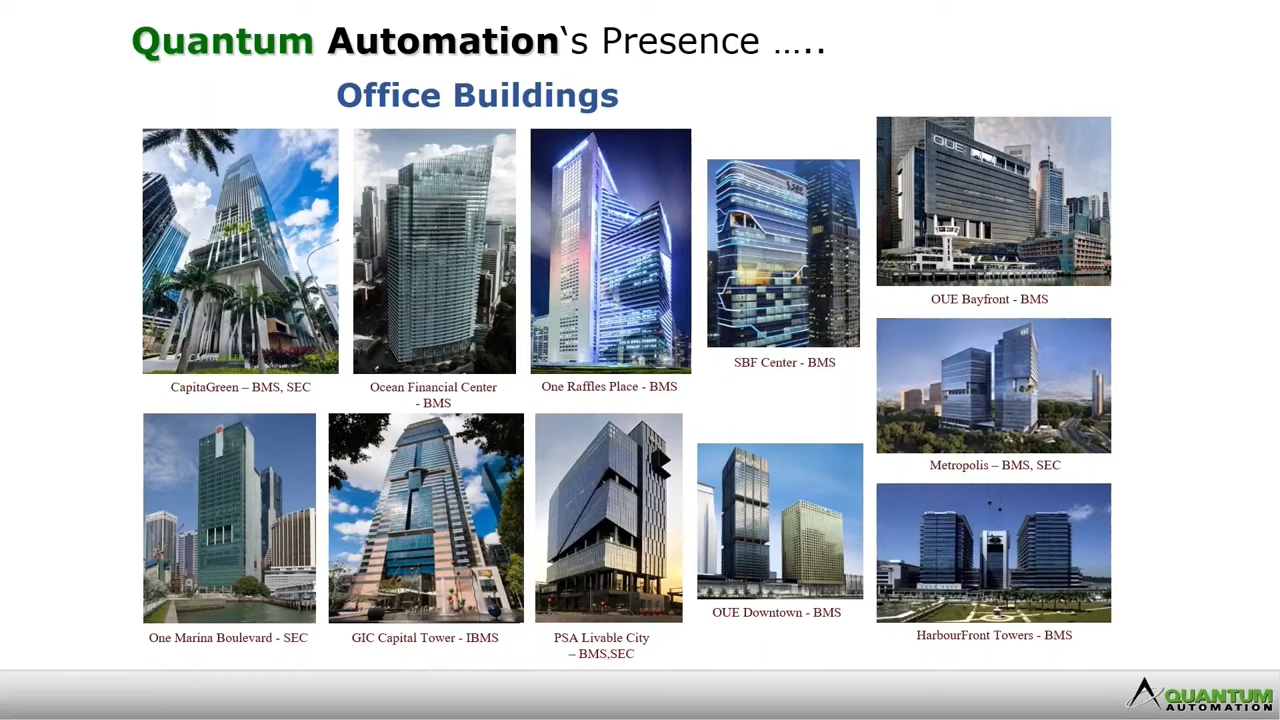 Quantum Automation‘s Presence …..
Office Buildings
CapitaGreen – BMS, SEC
Ocean Financial Center
- BMS
One Raffles Place - BMS
SBF Center - BMS
OUE
OUE Bayfront - BMS
Metropolis – BMS, SEC
One Marina Boulevard - SEC
GIC Capital Tower - IBMS
PSA Livable City
– BMS,SEC
OUE Downtown - BMS
HarbourFront Towers - BMS
QUANTUM
AUTOMATION